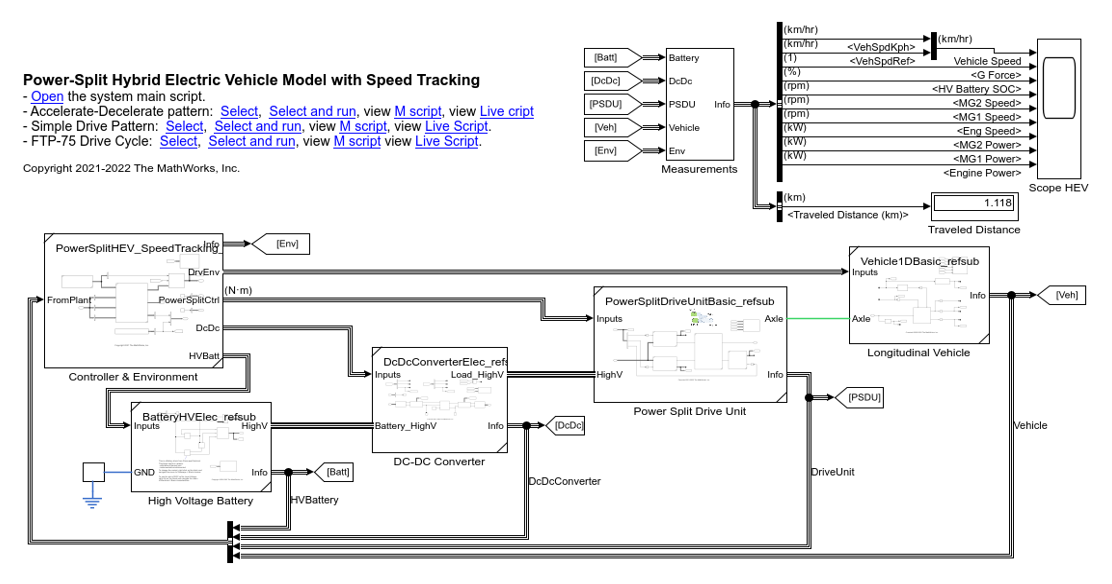 Power-Split Hybrid Electric Vehicle Model with Speed Tracking
- Open the system main script.
- Accelerate-Decelerate pattern: Select, Select and run, view M script, view Live cript
- Simple Drive Pattern: Select, Select and run, view M script, view Live Script.
- FTP-75 Drive Cycle: Select, Select and run, view M script view Live Script.
Copyright 2021-2022 The MathWorks, Inc.
[Batt]
[DcDc]
[PSDU]
[Veh]
[Env]
Battery
DcDc
PSDU
Vehicle
Env
Info
Measurements
(km/hr)
(km/hr)
(1)
(%)
(rpm)
(rpm)
(rpm)
(kW)
(kW)
(kW)
<VehSpdKph>
<VehSpdRef>
(km/hr)
Vehicle Speed
<G Force>
<HV Battery SOC>
<MG2 Speed>
<MG1 Speed>
<Eng Speed>
<MG2 Power>
<MG1 Power>
<Engine Power>
Scope HEV
(km)
<Traveled Distance (km)>
1.118
Traveled Distance
PowerSplitHEV_SpeedTracking_
Info
[Env]
DrvEnv
FromPlant
PowerSplitCtrl
(N·m)
DcDc
HVBatt
Controller & Environment
BatteryHVElec_refsub
Inputs
HighV
GND
Info
[Batt]
High Voltage Battery
HVBattery
DcDcConverterElec_refs
Inputs
Load_HighV
Battery_HighV
Info
[DcDc]
DC-DC Converter
DcDcConverter
PowerSplitDriveUnitBasic_refsub
Inputs
Axle
HighV
Info
[PSDU]
Power Split Drive Unit
DriveUnit
Vehicle1DBasic_refsub
Inputs
Info
Axle
[Veh]
Longitudinal Vehicle
Vehicle